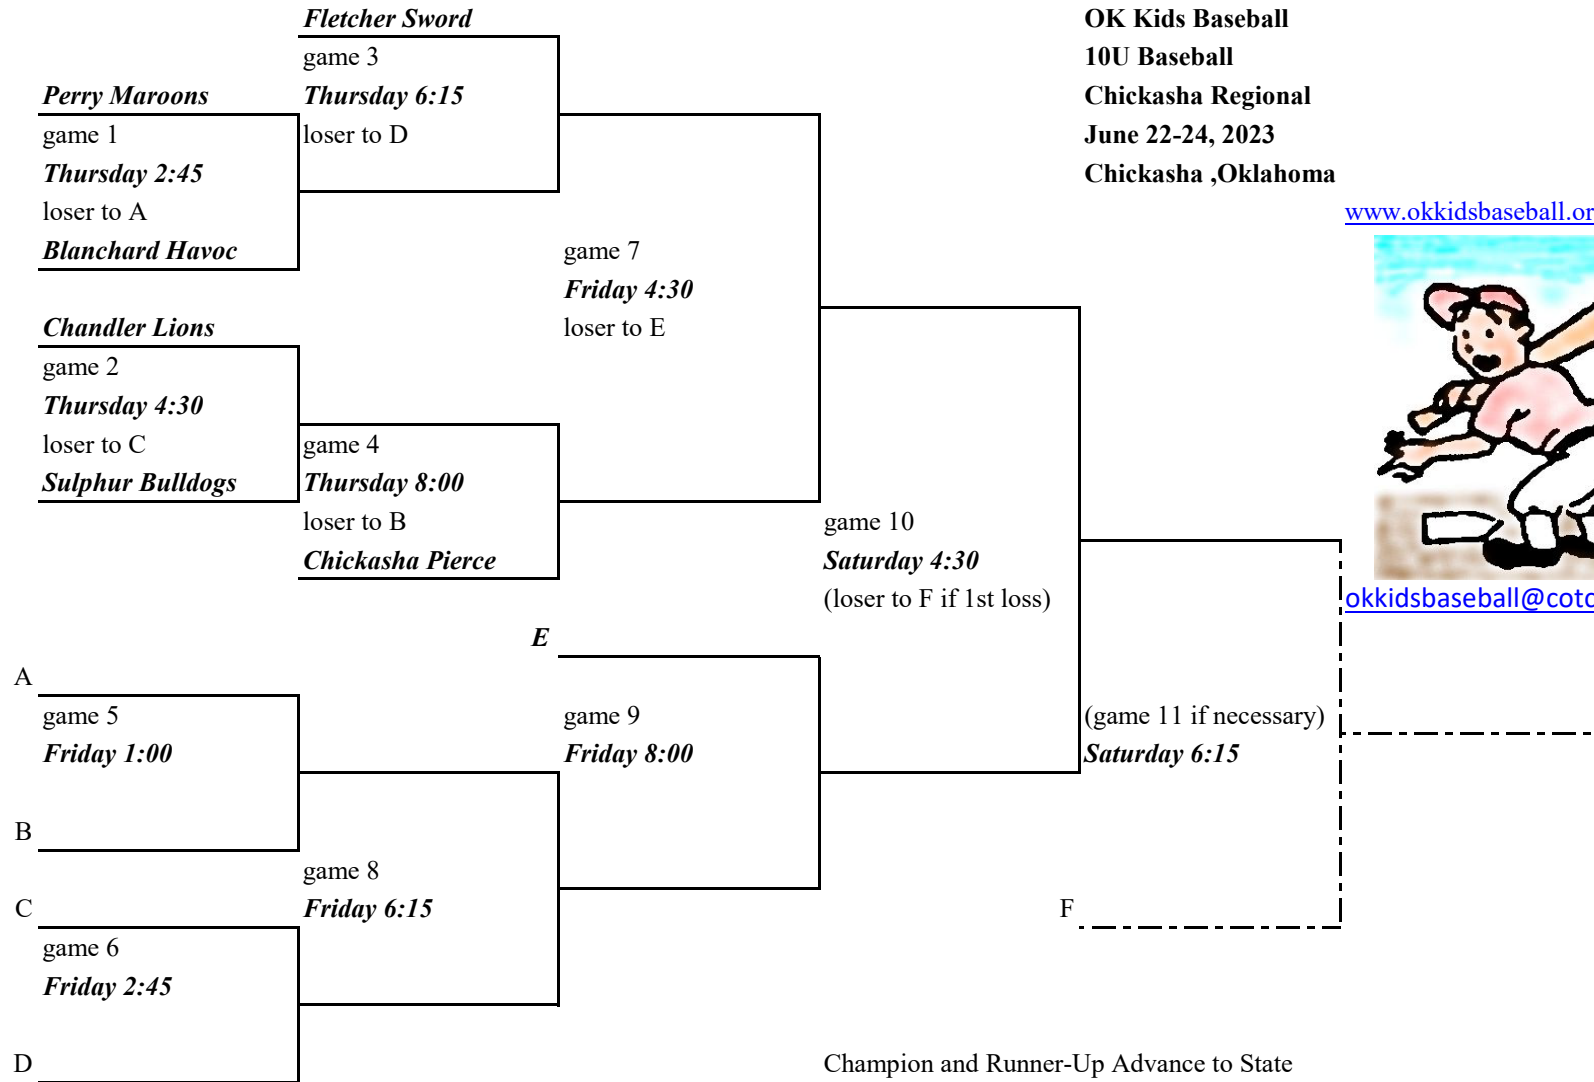 Fletcher Sword
OK Kids Baseball
game 3
10U Baseball
Perry Maroons
Thursday 6:15
Chickasha Regional
game 1
loser to D
June 22-24, 2023
Thursday 2:45
Chickasha ,Oklahoma
loser to A
www.okkidsbaseball.or
Blanchard Havoc
game 7
Friday 4:30
Chandler Lions
loser to E
game 2
Thursday 4:30
loser to C
game 4
Sulphur Bulldogs
Thursday 8:00
loser to B
game 10
Chickasha Pierce
Saturday 4:30
(loser to F if 1st loss)
okkidsbaseball@cotc
E
A
game 5
game 9
(game 11 if necessary)
Friday 1:00
Friday 8:00
Saturday 6:15
B
game 8
C
Friday 6:15
F
game 6
Friday 2:45
D
Champion and Runner-Up Advance to State